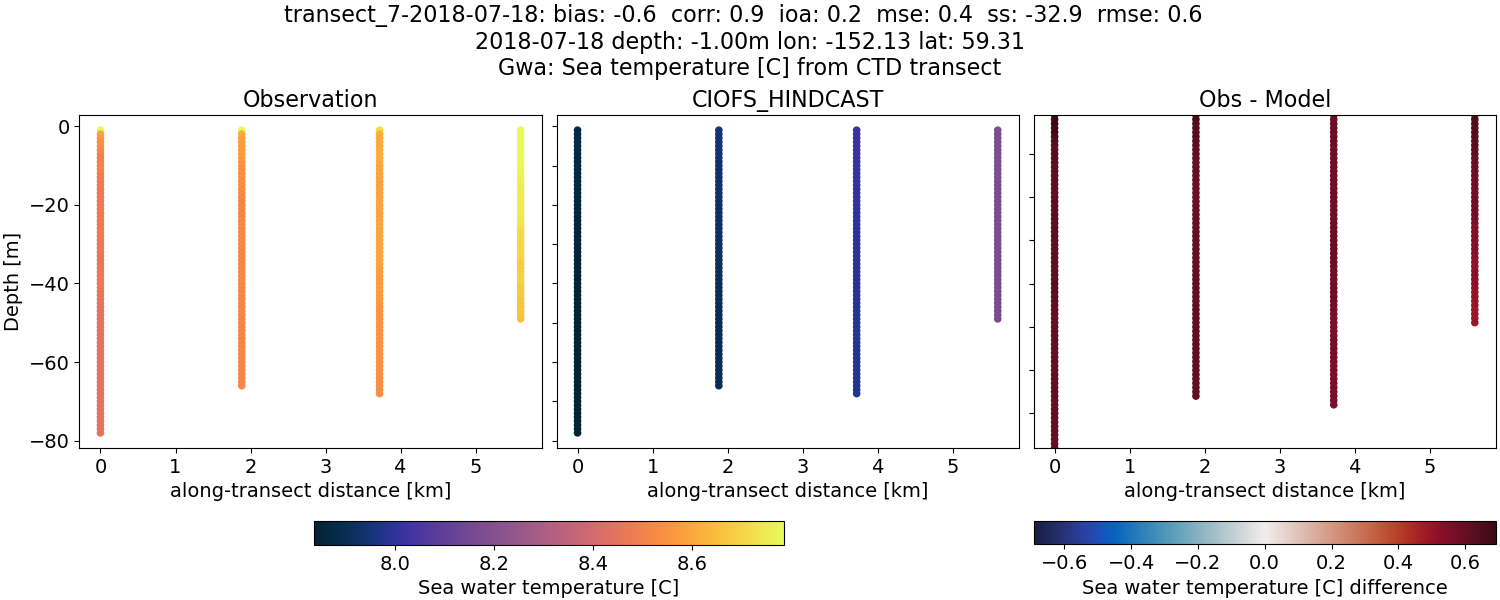 transect_7-2018-07-18: bias: -0.6  corr: 0.9  ioa: 0.2  mse: 0.4  ss: -32.9  rmse: 0.6
2018-07-18 depth: -1.00m lon: -152.13 lat: 59.31
Gwa: Sea temperature [C] from CTD transect
Observation
CIOFS_HINDCAST
Obs - Model
Depth [m]
0
−20
−40
−60
−80
0 1 2 3 4 5
0 1 2 3 4 5
0 1 2 3 4 5
along-transect distance [km]
along-transect distance [km]
along-transect distance [km]
8.0 8.2 8.4 8.6
Sea water temperature [C]
−0.6 −0.4 −0.2 0.0 0.2 0.4 0.6
Sea water temperature [C] difference